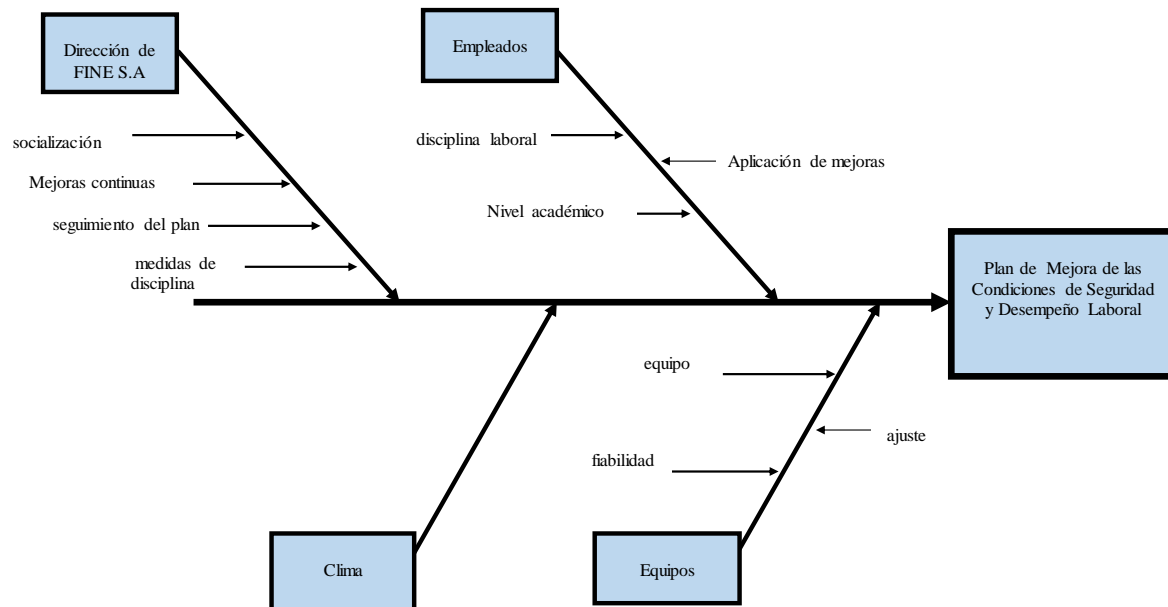 Dirección de
FINE S.A
Empleados
socialización
disciplina laboral
Aplicación de mejoras
Mejoras continuas
Nivel académico
seguimiento del plan
medidas de
disciplina
Plan de Mejora de las
Condiciones de Seguridad
y Desempeño Laboral
equipo
ajuste
fiabilidad
Clima
Equipos